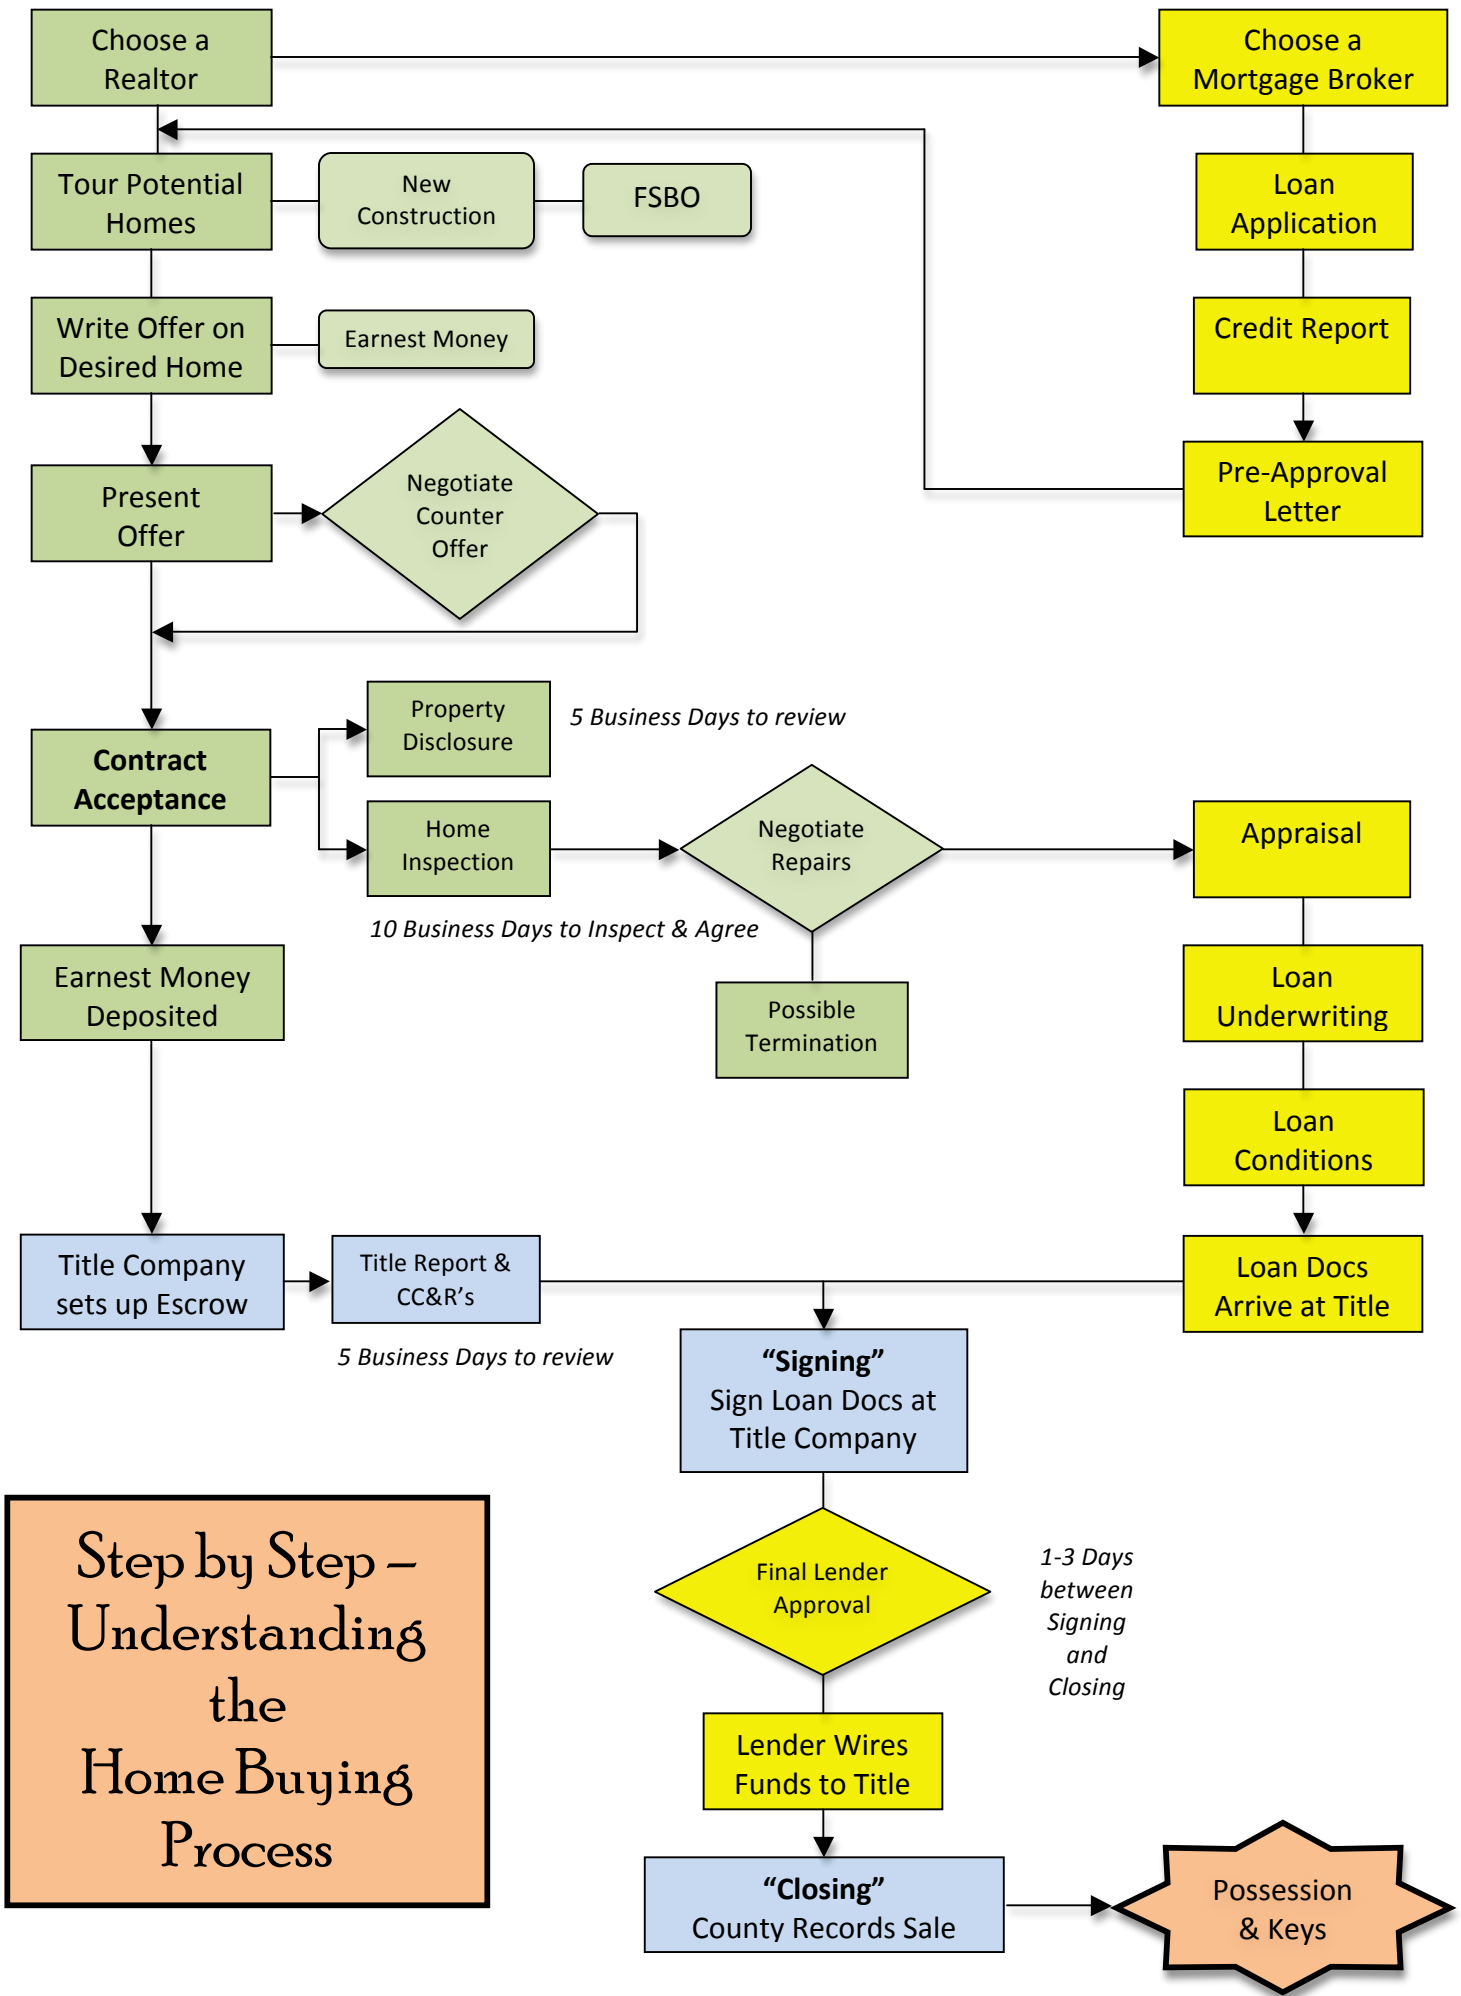 Choose a
Realtor
Choose a
Mortgage Broker
Tour Potential
Homes
New
Construction
FSBO
Loan
Application
Write Offer on
Desired Home
Earnest Money
Credit Report
Present
Offer
Negotiate
Counter
Offer
Pre-Approval
Letter
Contract
Acceptance
Property
Disclosure
5 Business Days to review
Home
Inspection
10 Business Days to Inspect & Agree
Negotiate
Repairs
Appraisal
Earnest Money
Deposited
Possible
Termination
Loan
Underwriting
Loan
Conditions
Title Company
sets up Escrow
Title Report &
CC&R’s
5 Business Days to review
Loan Docs
Arrive at Title
“Signing”
Sign Loan Docs at
Title Company
Final Lender
Approval
1-3 Days
between
Signing
and
Closing
Lender Wires
Funds to Title
“Closing”
County Records Sale
Possession
& Keys
Step by Step –
Understanding
the
Home Buying
Process